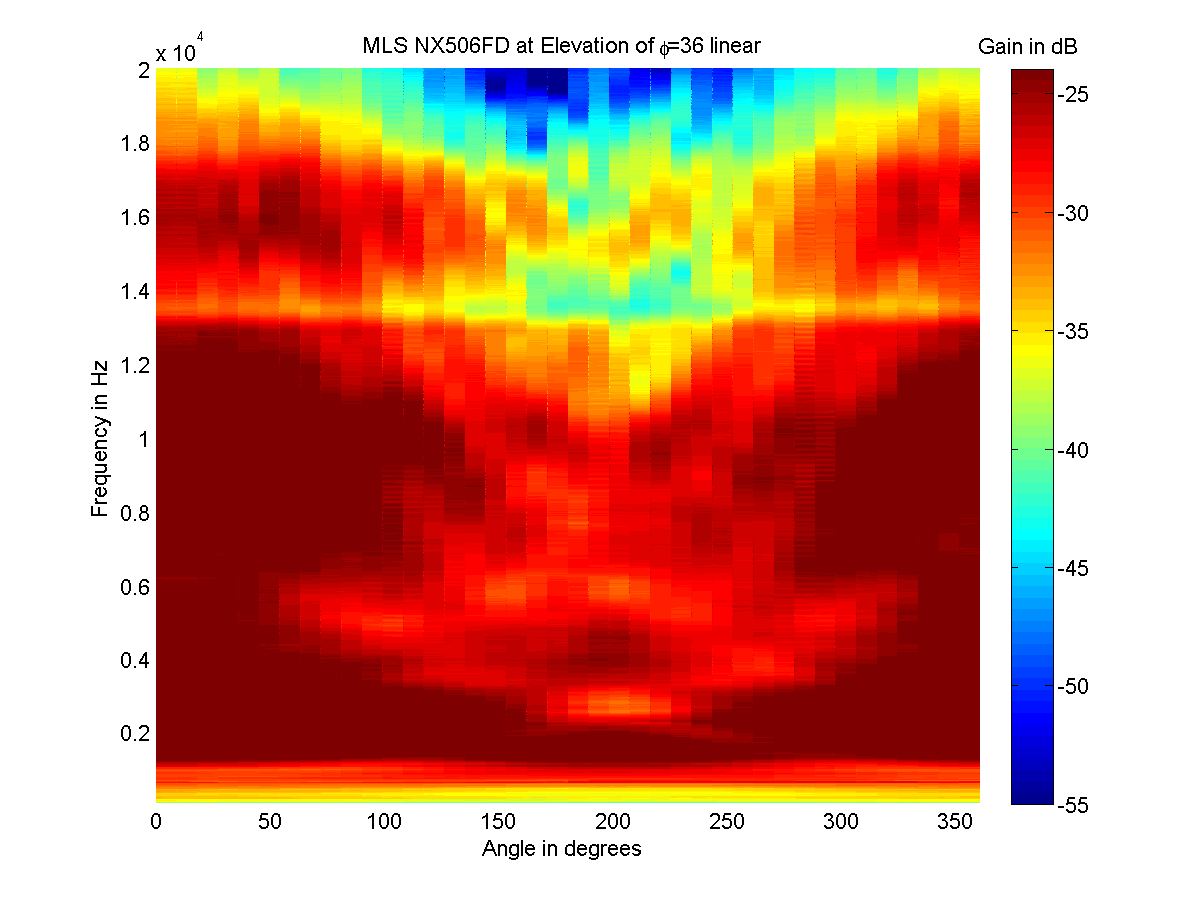 MLS NX506FD at Elevation of ϕ=36 linear
Gain in dB
x 10^4
2
1.8
1.6
1.4
1.2
1
0.8
0.6
0.4
0.2
Frequency in Hz
0 50 100 150 200 250 300 350
Angle in degrees
-25
-30
-35
-40
-45
-50
-55